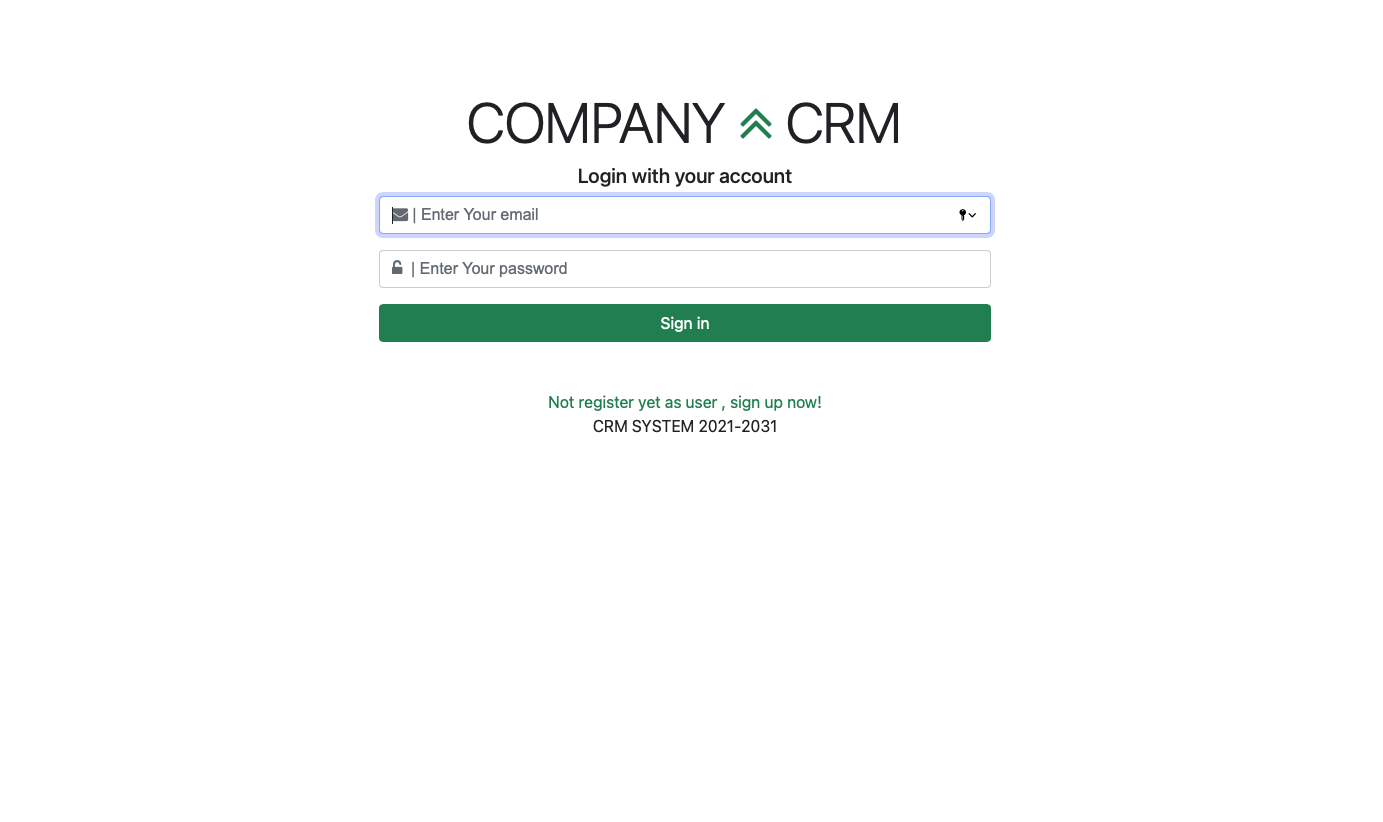 COMPANY CRM
Login with your account
| Enter Your email
| Enter Your password
Sign in
Not register yet as user , sign up now!
CRM SYSTEM 2021-2031